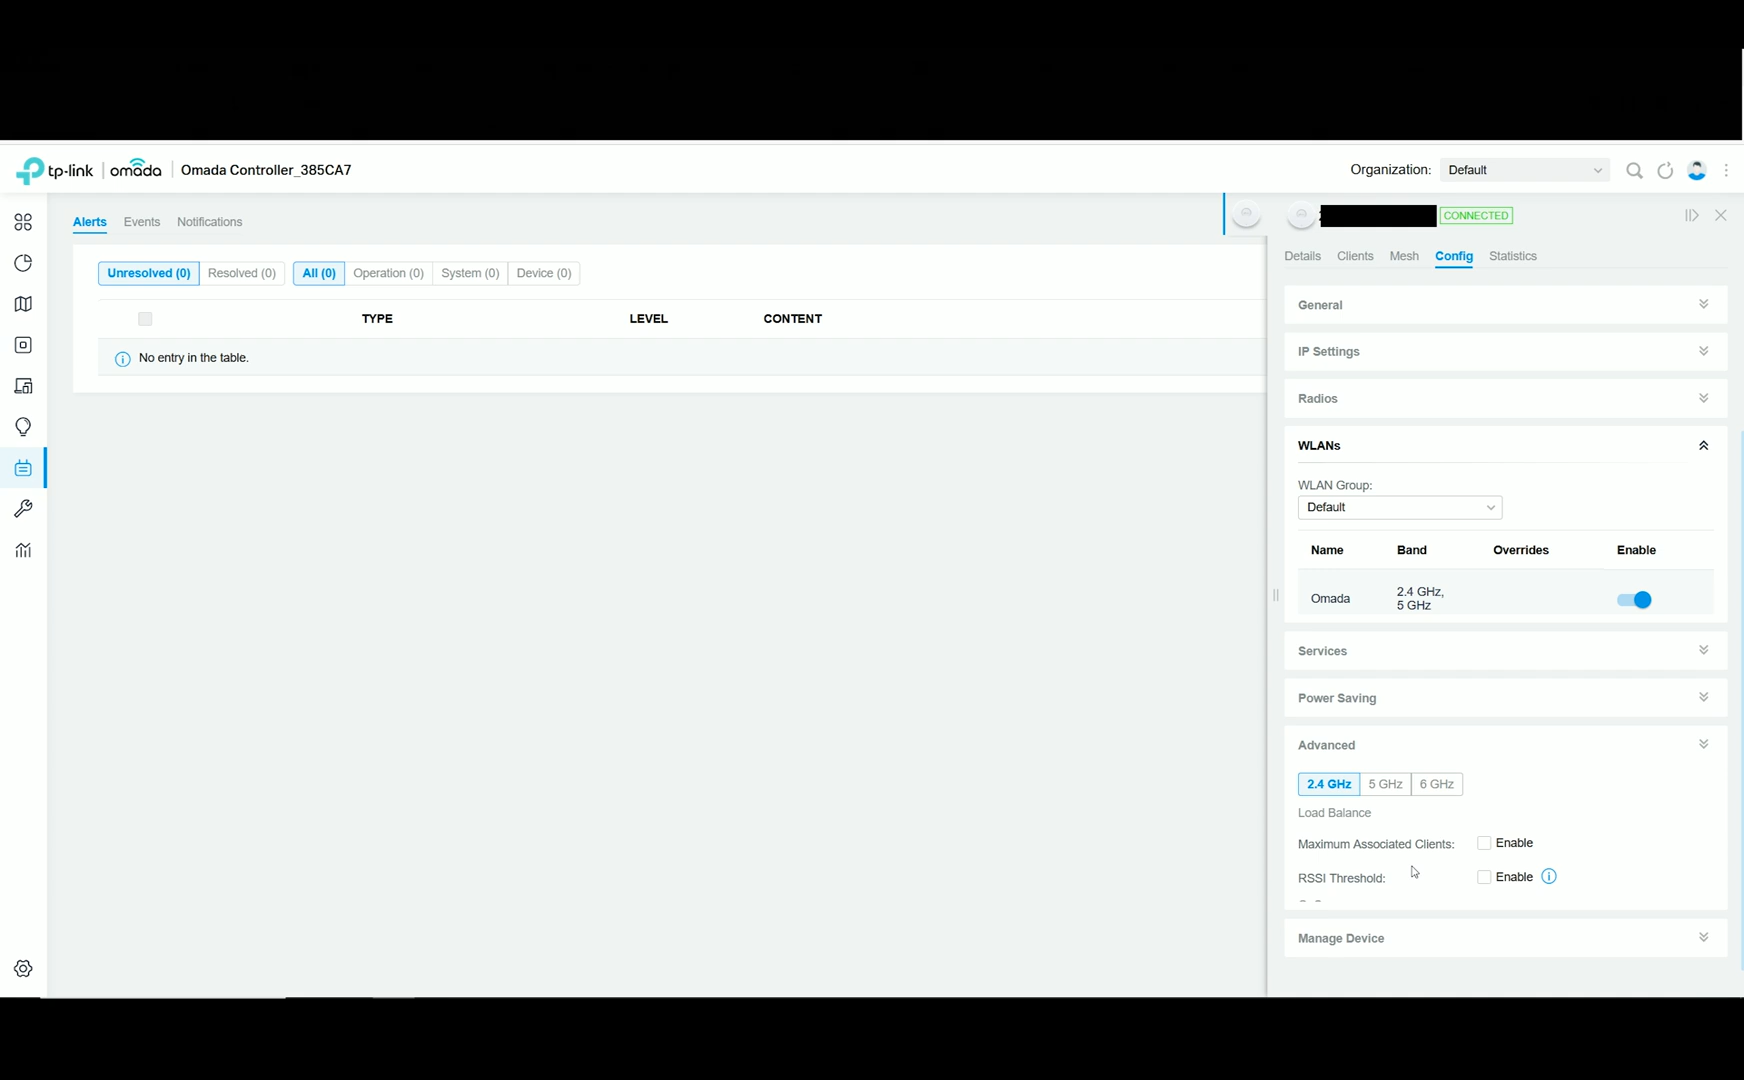 tp-link | omada | Omada Controller_385CA7
Organization: Default
Alerts Events Notifications
Unresolved (0) Resolved (0) All (0) Operation (0) System (0) Device (0)
TYPE LEVEL CONTENT
No entry in the table.
CONNECTED
Details Clients Mesh Config Statistics
General
IP Settings
Radios
WLANs
WLAN Group:
Default
Name Band Overrides Enable
Omada 2.4 GHz,
5 GHz
Services
Power Saving
Advanced
2.4 GHz 5 GHz 6 GHz
Load Balance
Maximum Associated Clients: Enable
RSSI Threshold: Enable
Manage Device